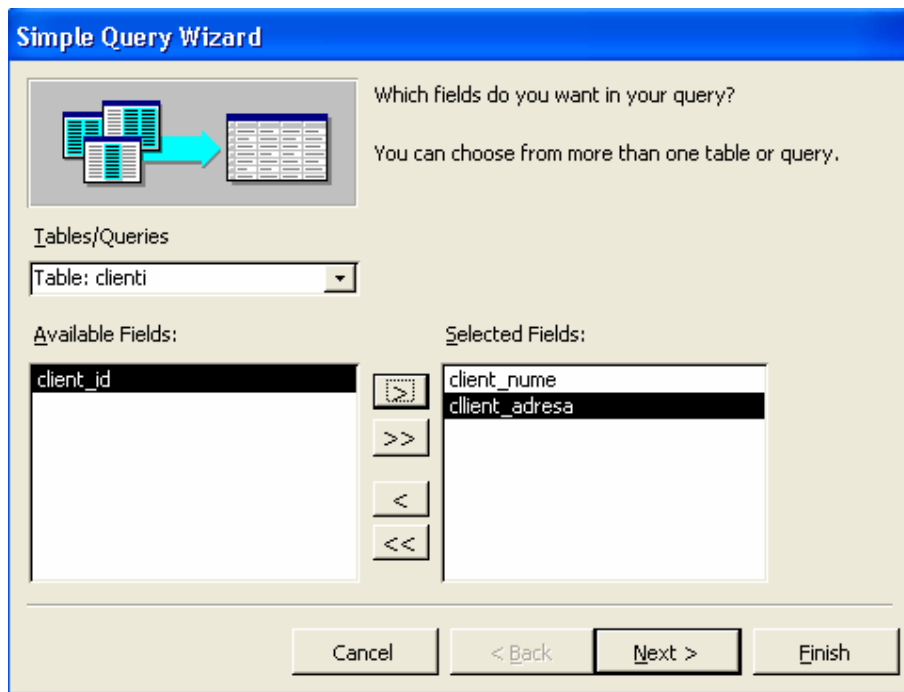 Simple Query Wizard
Which fields do you want in your query?
You can choose from more than one table or query.
Tables/Queries
Table: clienti
Available Fields:
Selected Fields:
client_id
>
client_nume
cllient_adresa
>>
<
<<
Cancel
< Back
Next >
Finish